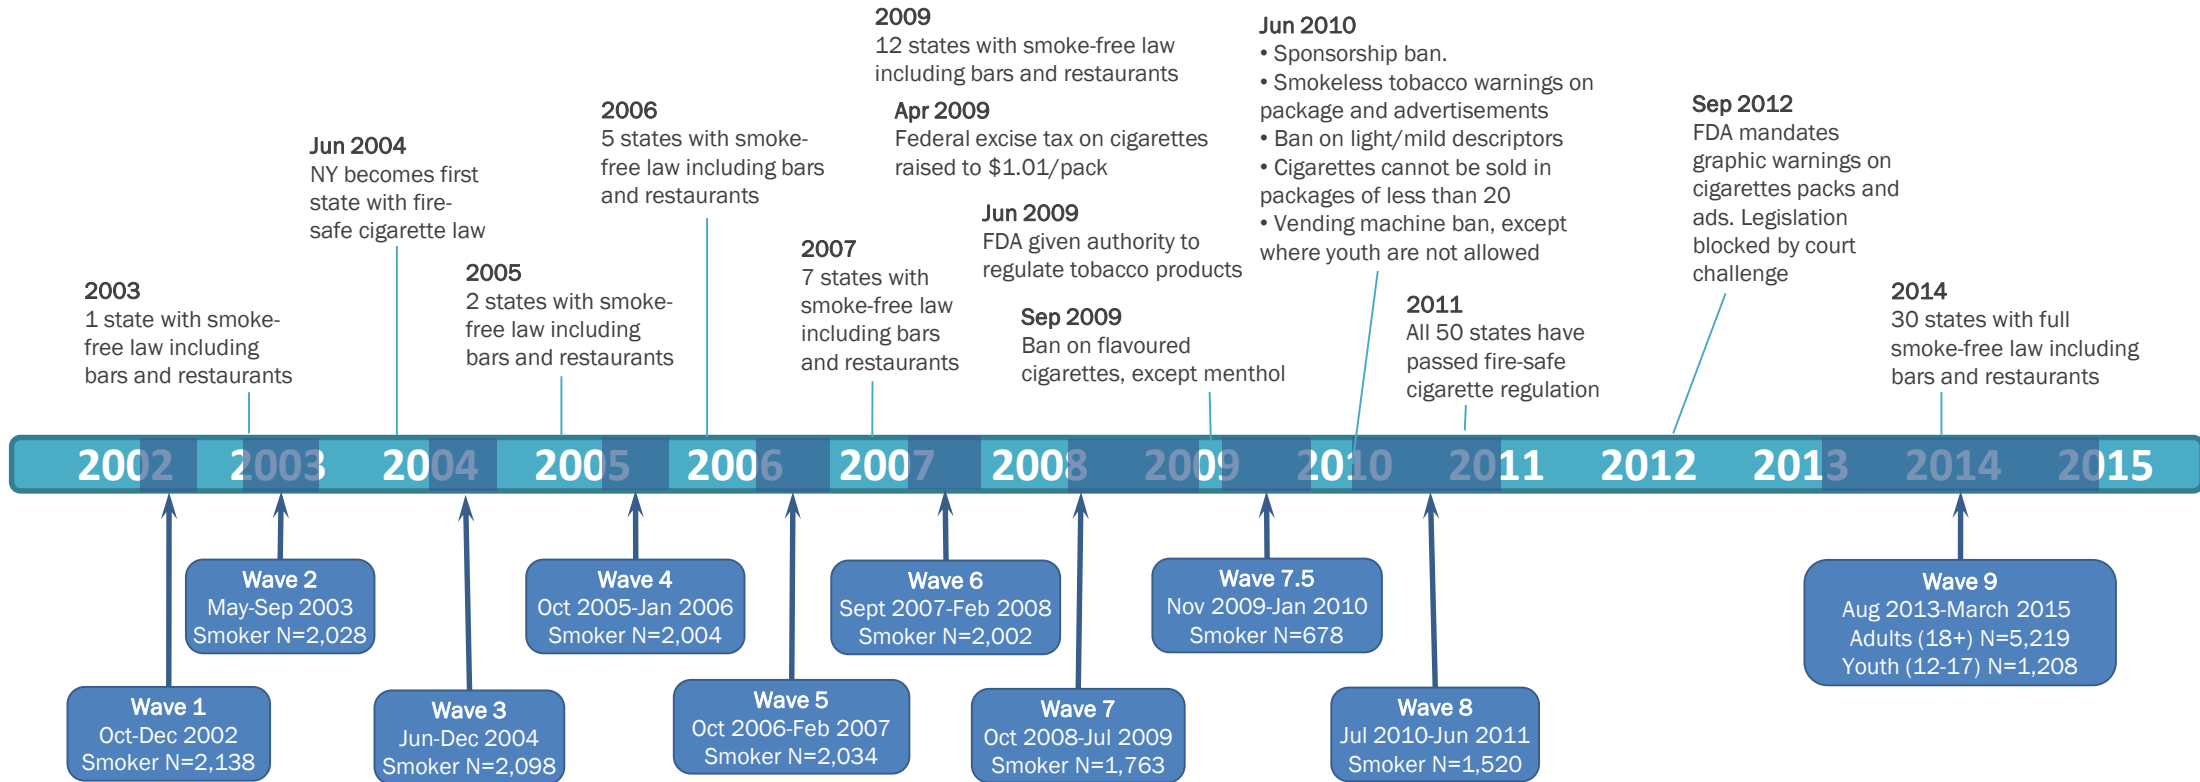 2003
1 state with smoke-
free law including
bars and restaurants
Jun 2004
NY becomes first
state with fire-
safe cigarette law
2005
2 states with smoke-
free law including
bars and restaurants
2006
5 states with smoke-
free law including bars
and restaurants
2007
7 states with
smoke-free law
including bars
and restaurants
2009
12 states with smoke-free law
including bars and restaurants
Apr 2009
Federal excise tax on cigarettes
raised to $1.01/pack
Jun 2009
FDA given authority to
regulate tobacco products
Sep 2009
Ban on flavoured
cigarettes, except menthol
Jun 2010
• Sponsorship ban.
• Smokeless tobacco warnings on
package and advertisements
• Ban on light/mild descriptors
• Cigarettes cannot be sold in
packages of less than 20
• Vending machine ban, except
where youth are not allowed
2011
All 50 states have
passed fire-safe
cigarette regulation
Sep 2012
FDA mandates
graphic warnings on
cigarettes packs and
ads. Legislation
blocked by court
challenge
2014
30 states with full
smoke-free law including
bars and restaurants
2002 2003 2004 2005 2006 2007 2008 2009 2010 2011 2012 2013 2014 2015
Wave 1
Oct-Dec 2002
Smoker N=2,138
Wave 2
May-Sep 2003
Smoker N=2,028
Wave 3
Jun-Dec 2004
Smoker N=2,098
Wave 4
Oct 2005-Jan 2006
Smoker N=2,004
Wave 5
Oct 2006-Feb 2007
Smoker N=2,034
Wave 6
Sept 2007-Feb 2008
Smoker N=2,002
Wave 7
Oct 2008-Jul 2009
Smoker N=1,763
Wave 7.5
Nov 2009-Jan 2010
Smoker N=678
Wave 8
Jul 2010-Jun 2011
Smoker N=1,520
Wave 9
Aug 2013-March 2015
Adults (18+) N=5,219
Youth (12-17) N=1,208